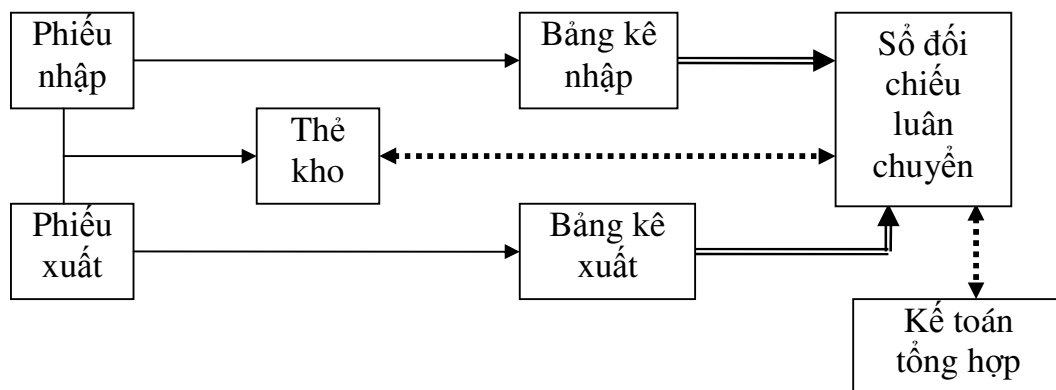 Phiếu
nhập
Bảng kê
nhập
Sổ đối
chiếu
luân
chuyển
Thẻ
kho
Phiếu
xuất
Bảng kê
xuất
Kế toán
tổng hợp